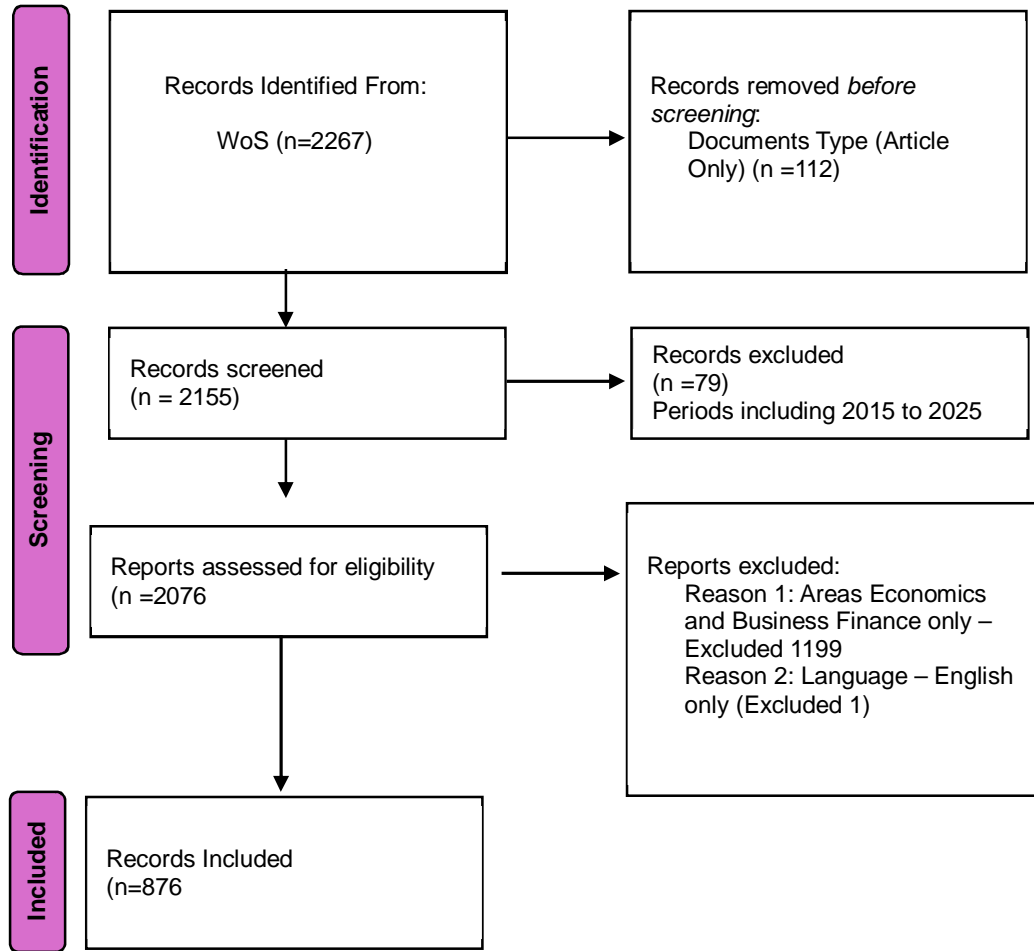 Identification
Records Identified From:
WoS (n=2267)
Records removed before
screening:
Documents Type (Article
Only) (n =112)
Screening
Records screened
(n = 2155)
Records excluded
(n =79)
Periods including 2015 to 2025
Reports assessed for eligibility
(n =2076
Reports excluded:
Reason 1: Areas Economics
and Business Finance only –
Excluded 1199
Reason 2: Language – English
only (Excluded 1)
Included
Records Included
(n=876